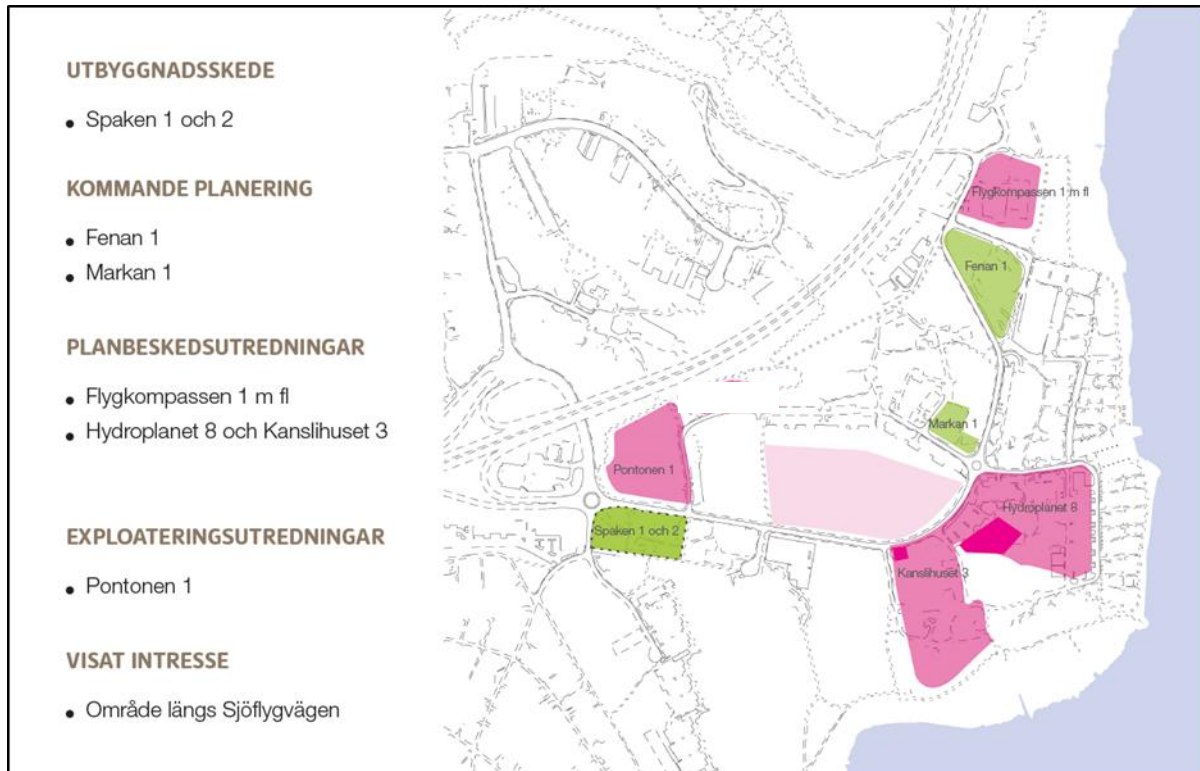 UTBYGGNADSSKEDE
• Spaken 1 och 2
KOMMANDE PLANERING
• Fenan 1
• Markan 1
PLANBESKEDSUTREDNINGAR
• Flygkompassen 1 m fl
• Hydroplanet 8 och Kanslihuset 3
EXPLOATERINGSUTREDNINGAR
• Pontonen 1
VISAT INTRESSE
• Område längs Sjöflygvägen
Flygkompassen 1 m fl
Fenan 1
Markan 1
Pontonen 1
Hydroplanet 8
Spaken 1 och 2
Kanslihuset 3